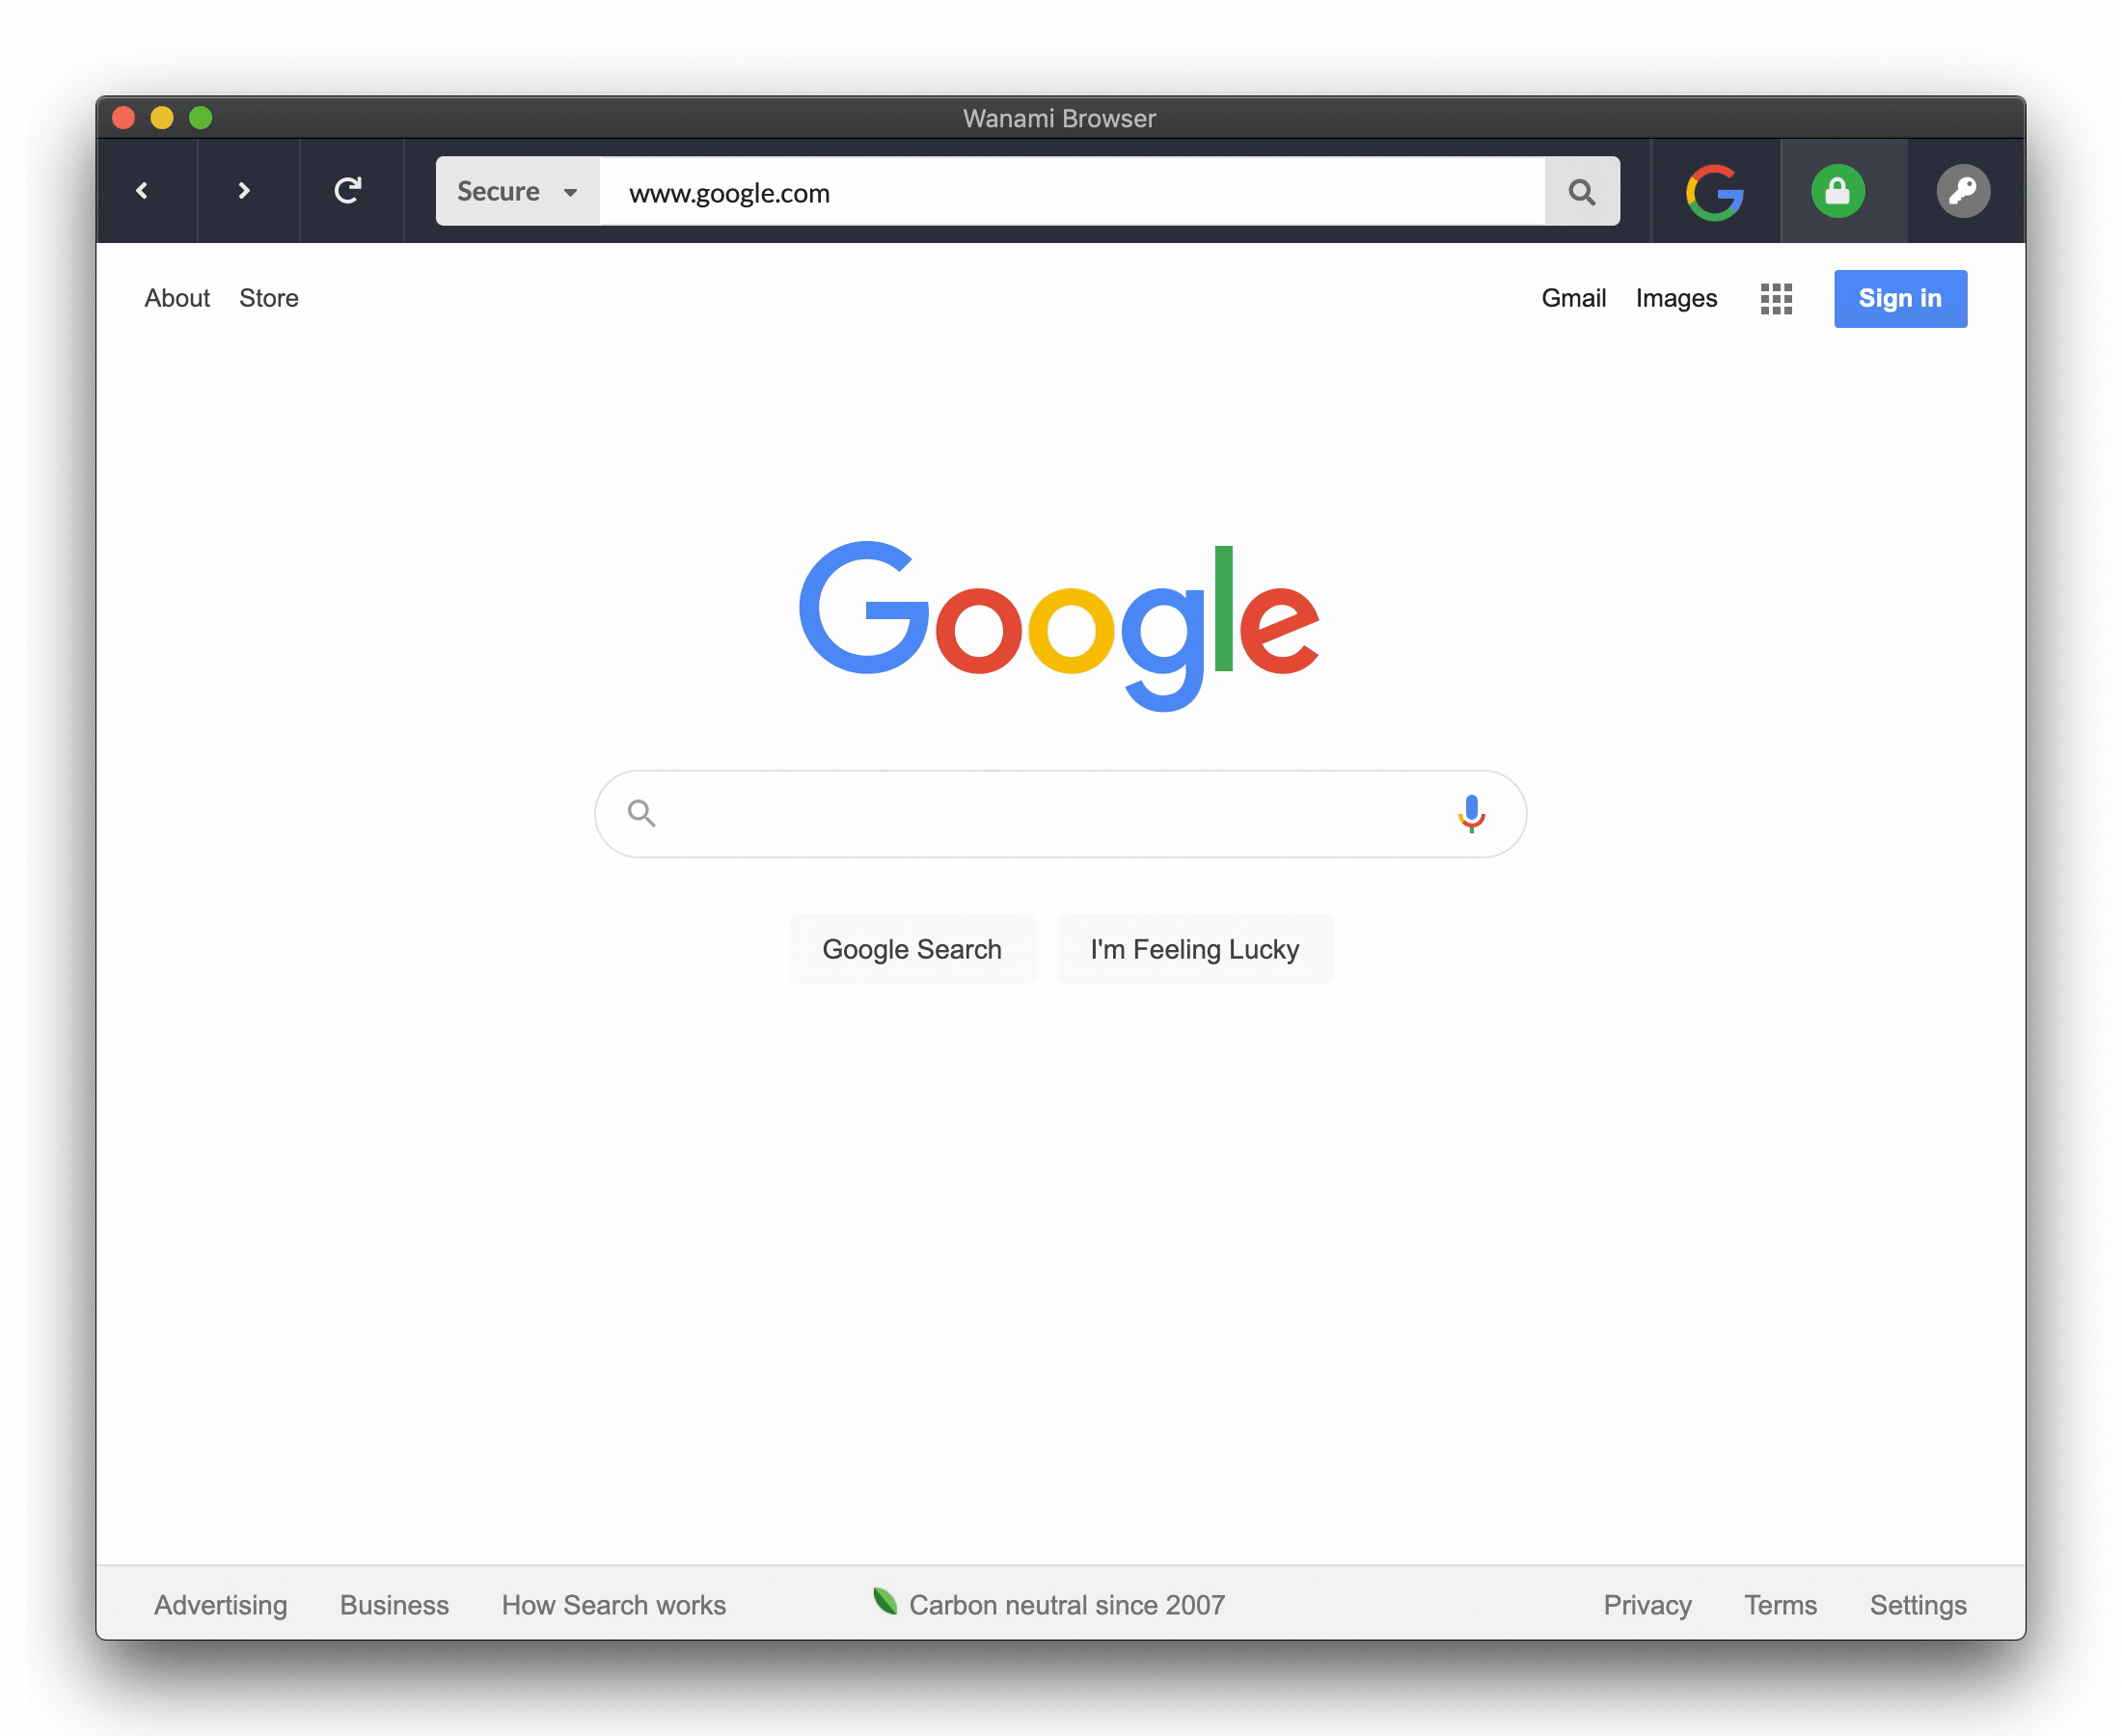 Wanami Browser
Secure www.google.com
About Store Gmail Images Sign in
Google
Google Search I'm Feeling Lucky
Advertising Business How Search works Carbon neutral since 2007 Privacy Terms Settings